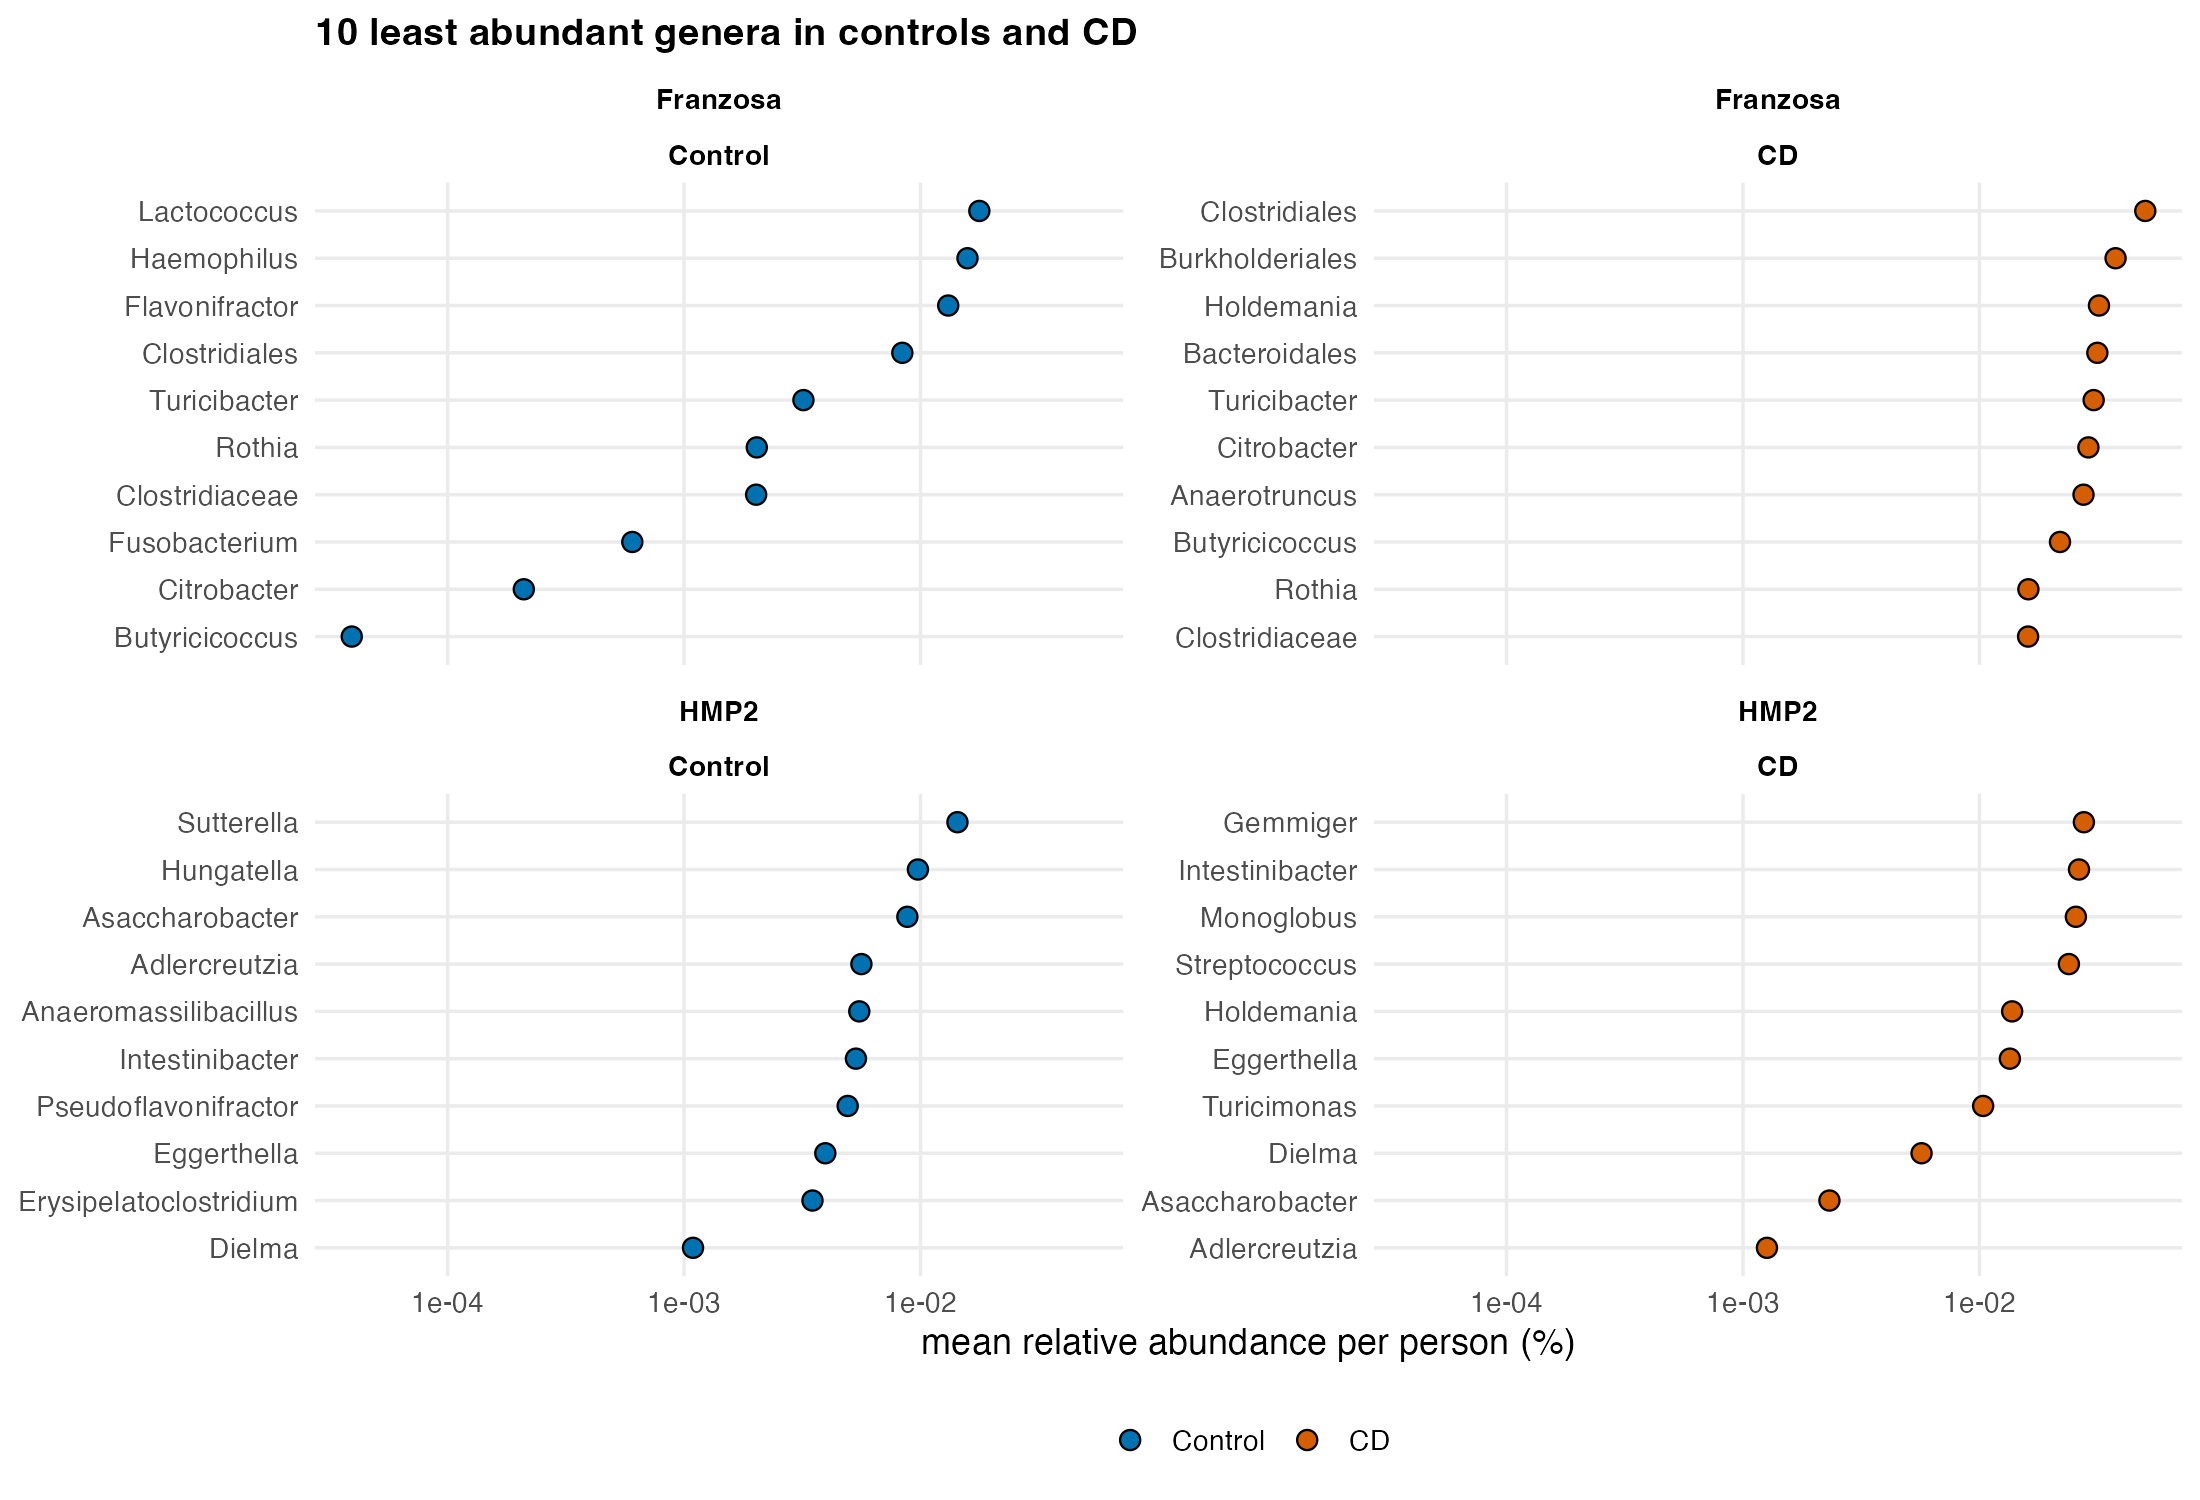 10 least abundant genera in controls and CD
Franzosa
Control
Lactococcus
Haemophilus
Flavonifractor
Clostridiales
Turicibacter
Rothia
Clostridiaceae
Fusobacterium
Citrobacter
Butyricicoccus
Franzosa
CD
Clostridiales
Burkholderiales
Holdemania
Bacteroidales
Turicibacter
Citrobacter
Anaerotruncus
Butyricicoccus
Rothia
Clostridiaceae
HMP2
Control
Sutterella
Hungatella
Asaccharobacter
Adlercreutzia
Anaeromassilibacillus
Intestinibacter
Pseudoflavonifractor
Eggerthella
Erysipelatoclostridium
Dielma
1e-04 1e-03 1e-02
HMP2
CD
Gemmiger
Intestinibacter
Monoglobus
Streptococcus
Holdemania
Eggerthella
Turicimonas
Dielma
Asaccharobacter
Adlercreutzia
1e-04 1e-03 1e-02
mean relative abundance per person (%)
Control CD